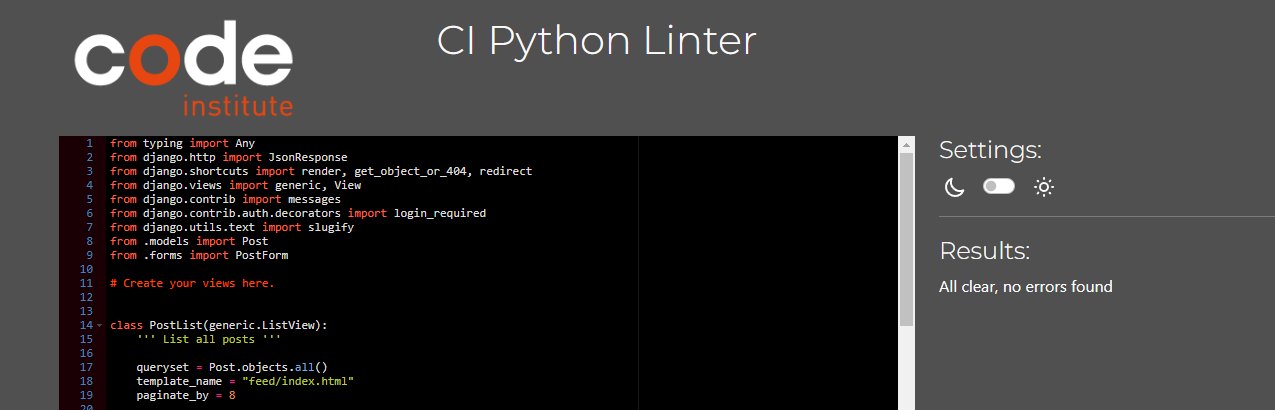 code
institute
CI Python Linter
1 from typing import Any
2 from django.http import JsonResponse
3 from django.shortcuts import render, get_object_or_404, redirect
4 from django.views import generic, View
5 from django.contrib import messages
6 from django.contrib.auth.decorators import login_required
7 from django.utils.text import slugify
8 from .models import Post
9 from .forms import PostForm
10
11 # Create your views here.
12
13
14 class PostList(generic.ListView):
15     ''' List all posts '''
16
17     queryset = Post.objects.all()
18     template_name = "feed/index.html"
19     paginate_by = 8
20
Settings:
Results:
All clear, no errors found